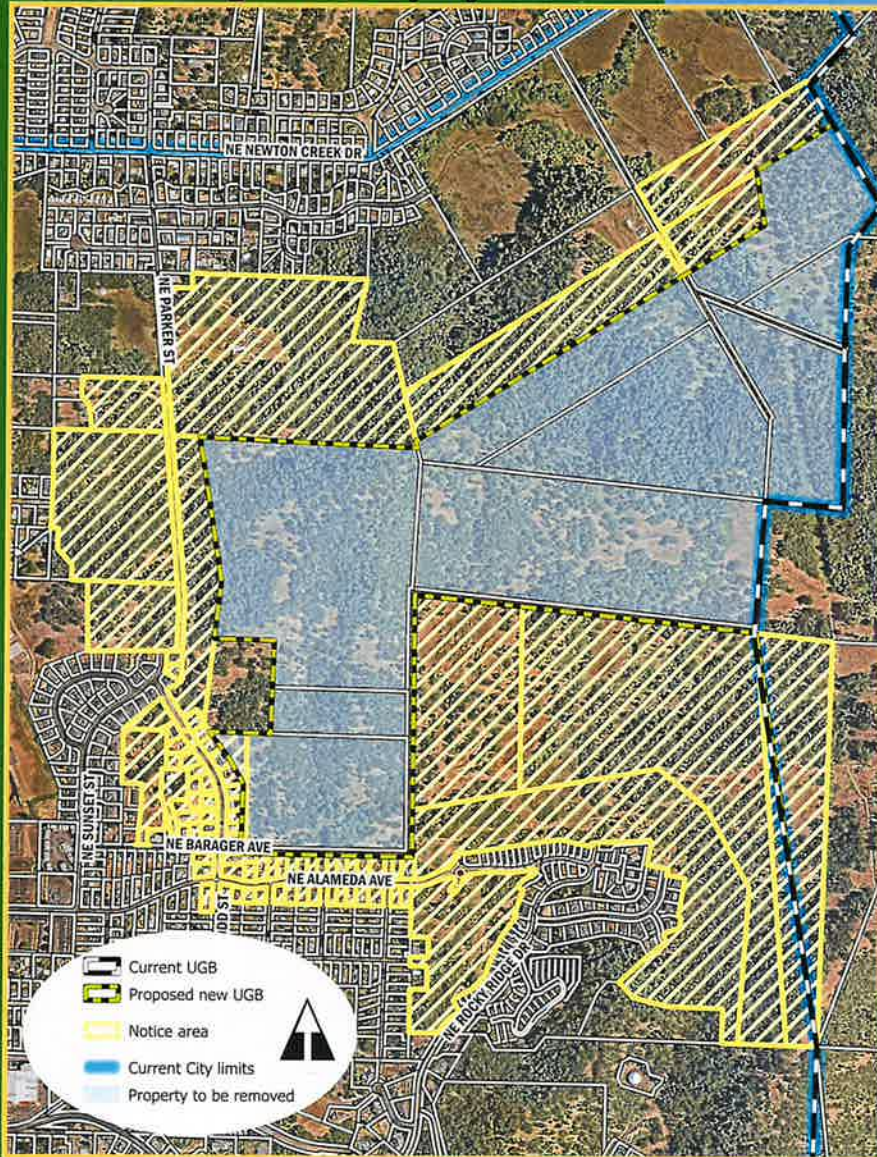 NE NEWTON CREEK DR
NE PARKER ST
NE SUNSET ST
NE BARAGER AVE
NE ALAMEDA AVE
NE ROCKY RIDGE DR
Current UGB
Proposed new UGB
Notice area
Current City limits
Property to be removed